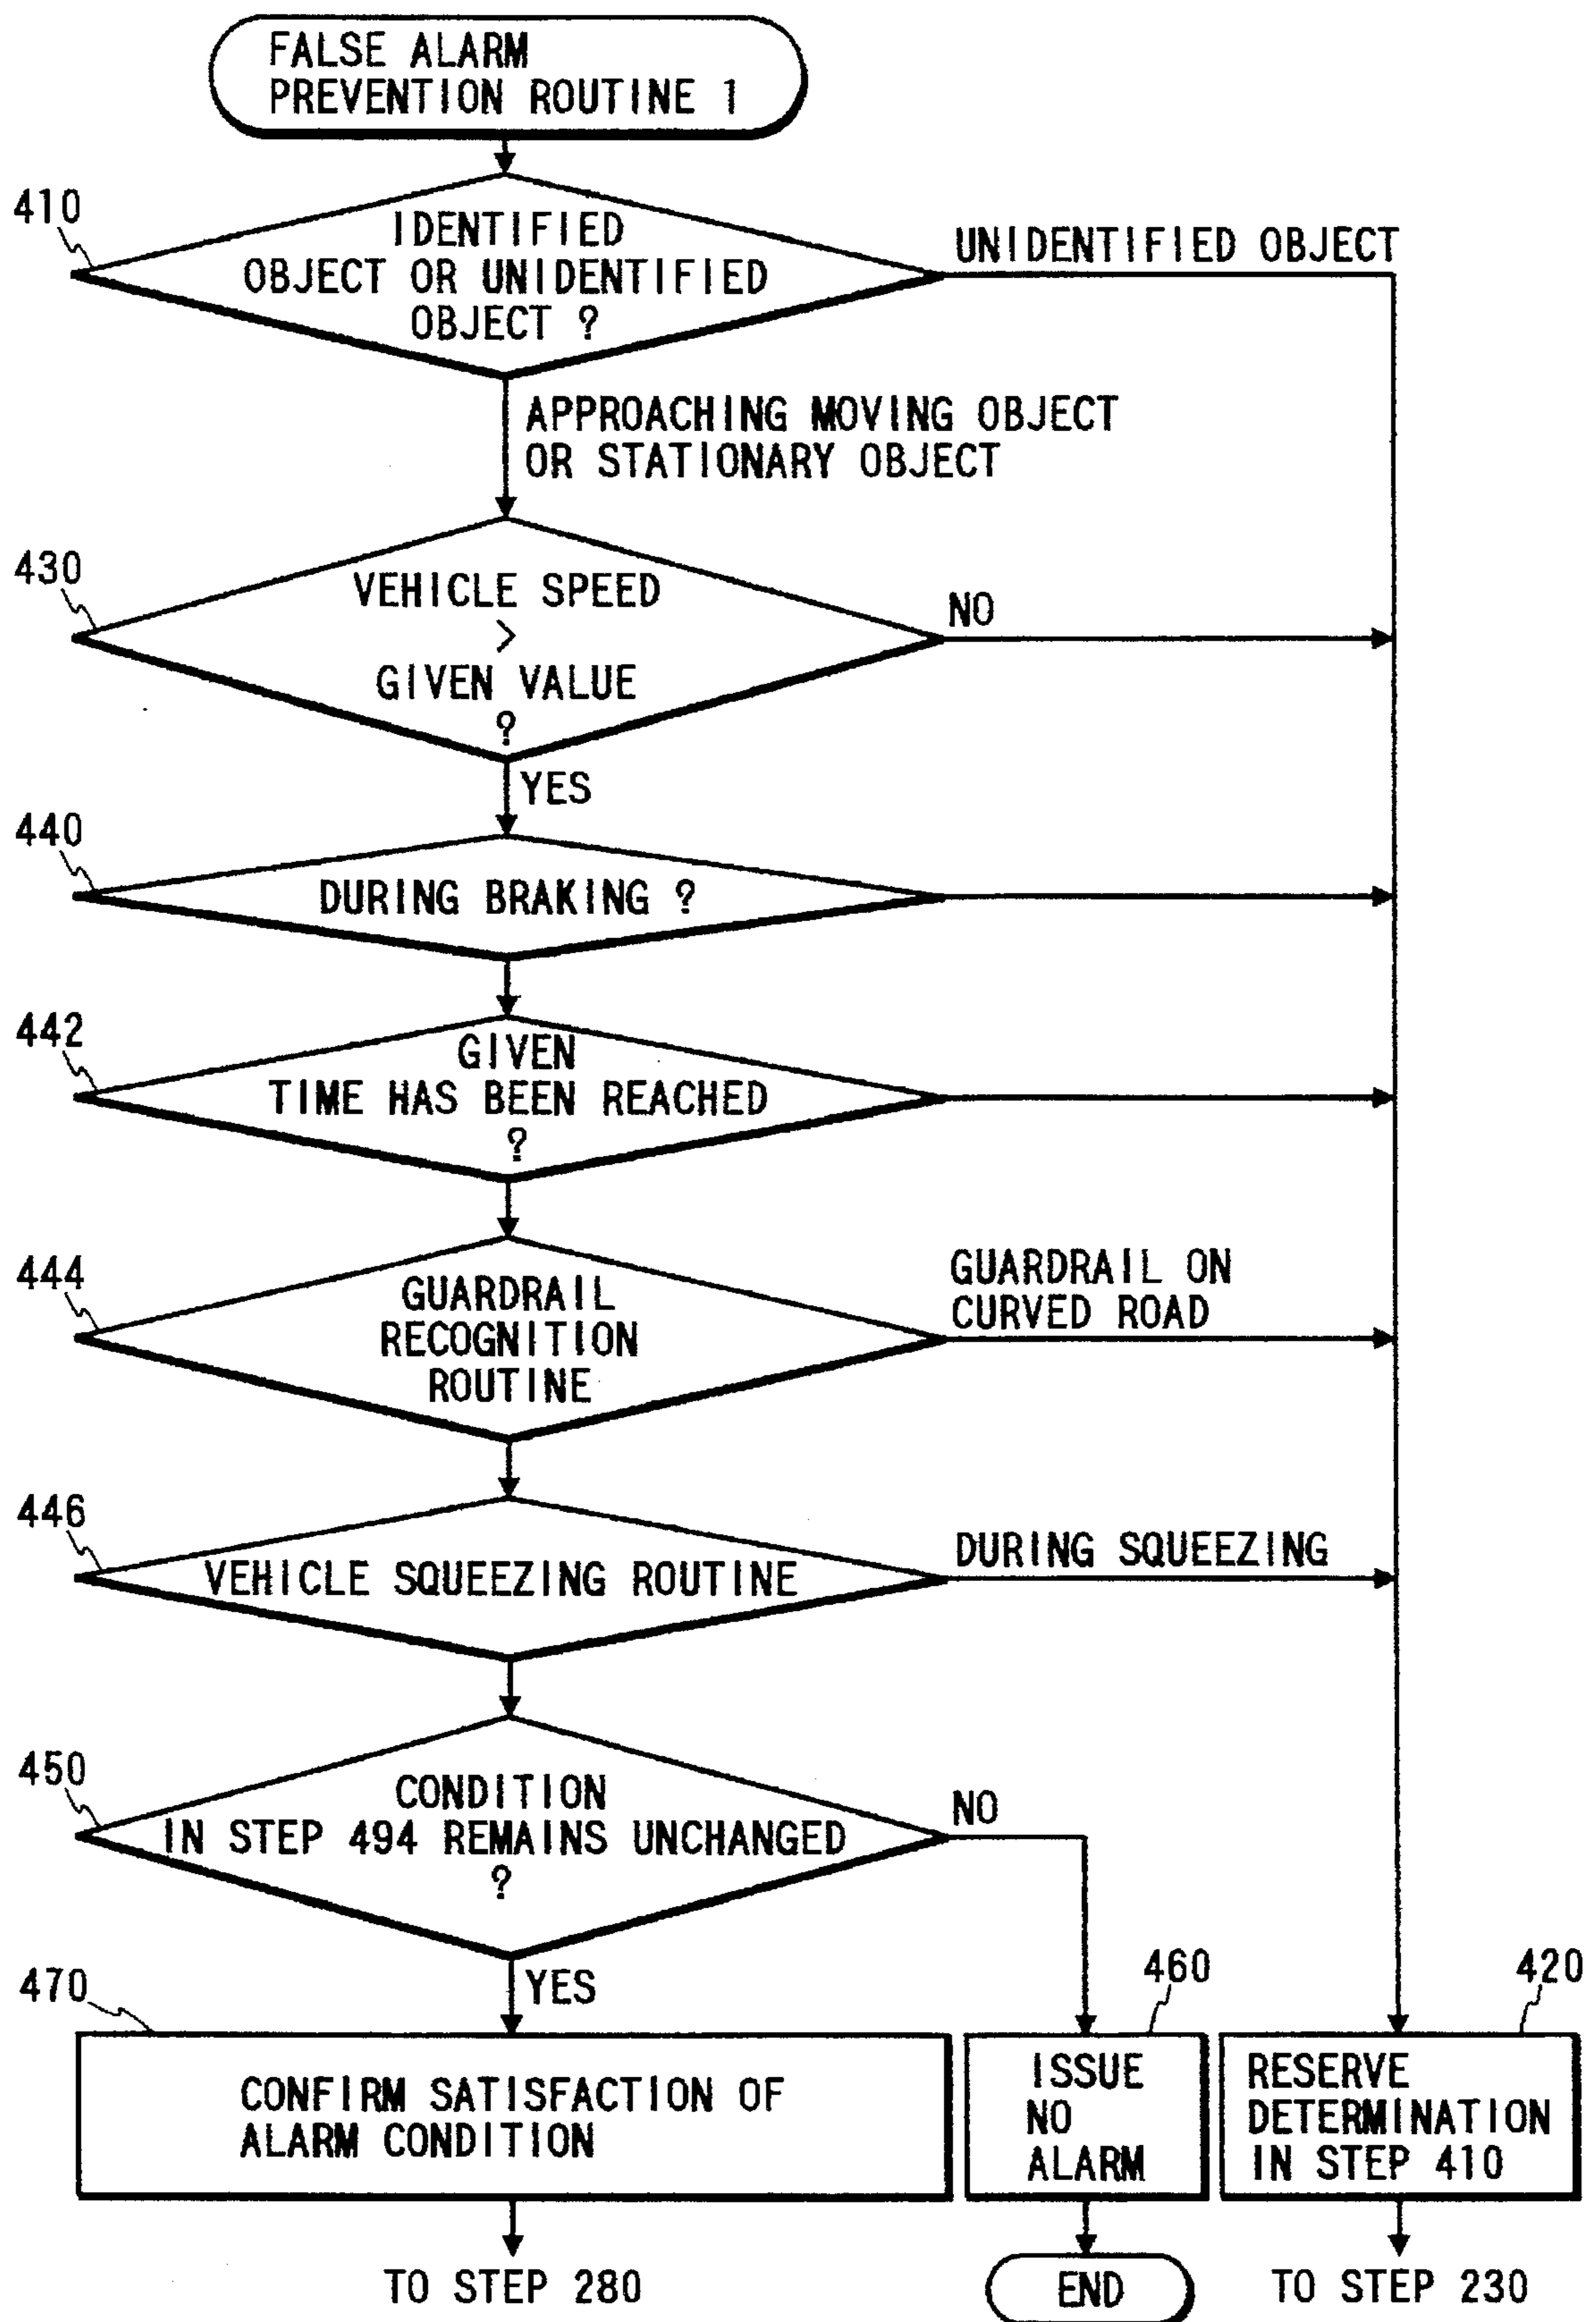 FALSE ALARM
PREVENTION ROUTINE 1
410
IDENTIFIED
OBJECT OR UNIDENTIFIED
OBJECT ?
UNIDENTIFIED OBJECT
APPROACHING MOVING OBJECT
OR STATIONARY OBJECT
430
VEHICLE SPEED
>
GIVEN VALUE
?
NO
YES
440
DURING BRAKING ?
442
GIVEN
TIME HAS BEEN REACHED
?
444
GUARDRAIL
RECOGNITION
ROUTINE
GUARDRAIL ON
CURVED ROAD
446
VEHICLE SQUEEZING ROUTINE
DURING SQUEEZING
450
CONDITION
IN STEP 494 REMAINS UNCHANGED
?
NO
YES
470
CONFIRM SATISFACTION OF
ALARM CONDITION
460
ISSUE
NO
ALARM
420
RESERVE
DETERMINATION
IN STEP 410
TO STEP 280
END
TO STEP 230